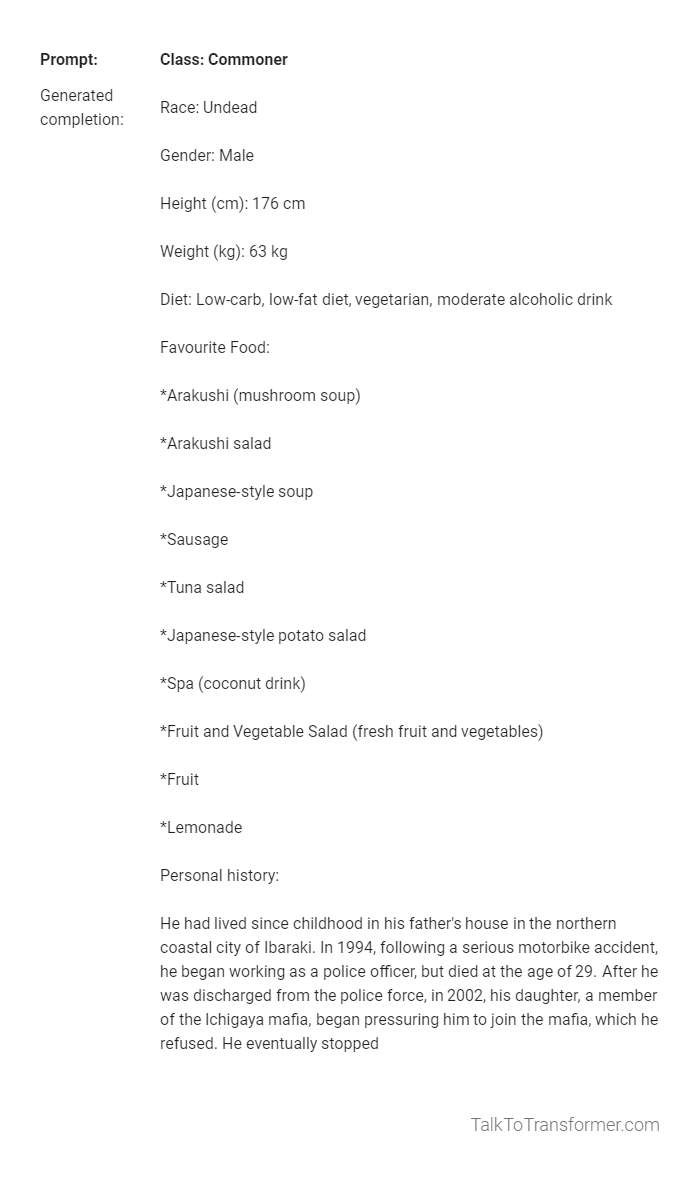 Prompt:
Class: Commoner
Generated
completion:
Race: Undead
Gender: Male
Height (cm): 176 cm
Weight (kg): 63 kg
Diet: Low-carb, low-fat diet, vegetarian, moderate alcoholic drink
Favourite Food:
*Arakushi (mushroom soup)
*Arakushi salad
*Japanese-style soup
*Sausage
*Tuna salad
*Japanese-style potato salad
*Spa (coconut drink)
*Fruit and Vegetable Salad (fresh fruit and vegetables)
*Fruit
*Lemonade
Personal history:
He had lived since childhood in his father's house in the northern
coastal city of Ibaraki. In 1994, following a serious motorbike accident,
he began working as a police officer, but died at the age of 29. After he
was discharged from the police force, in 2002, his daughter, a member
of the Ichigaya mafia, began pressuring him to join the mafia, which he
refused. He eventually stopped
TalkToTransformer.com